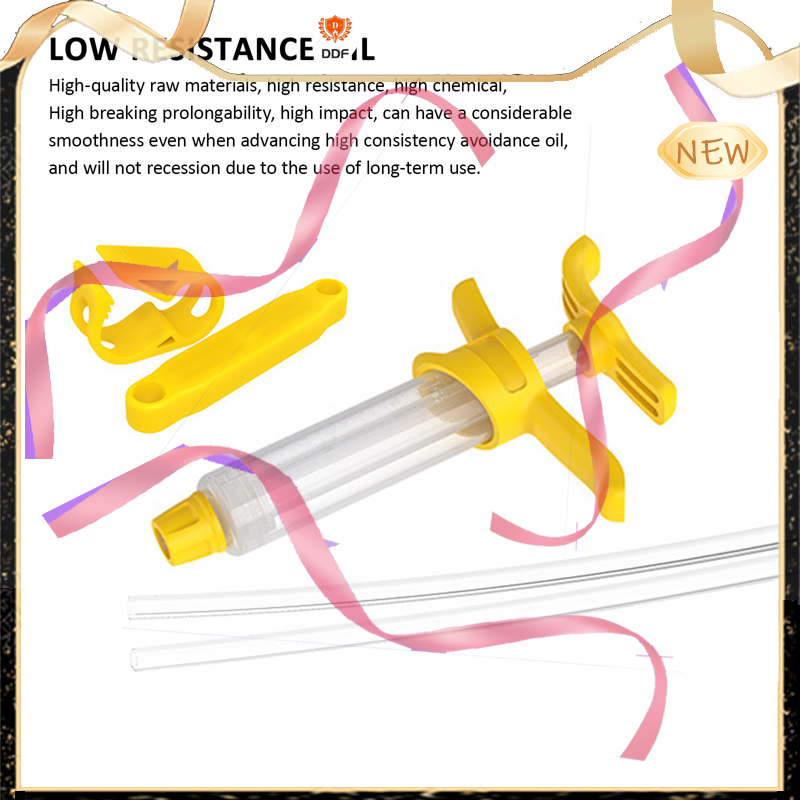 LOW RESISTANCE OIL
DDF
High-quality raw materials, high resistance, high chemical,
High breaking prolongability, high impact, can have a considerable
smoothness even when advancing high consistency avoidance oil,
and will not recession due to the use of long-term use.
NEW